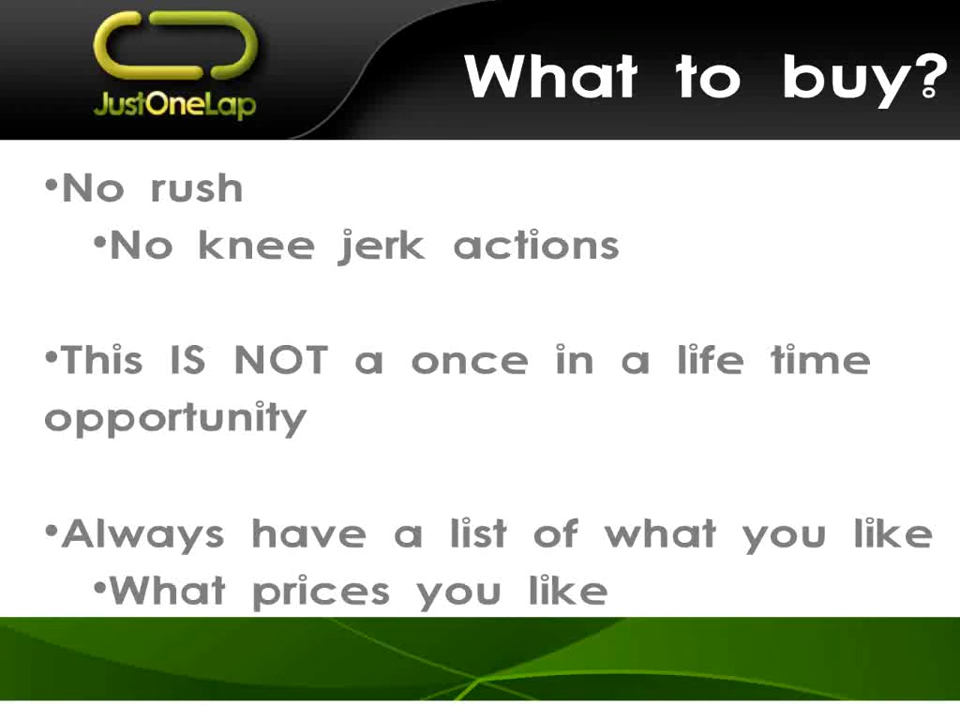 JustOneLap
What to buy?
•No rush
•No knee jerk actions
•This IS NOT a once in a life time
opportunity
•Always have a list of what you like
•What prices you like